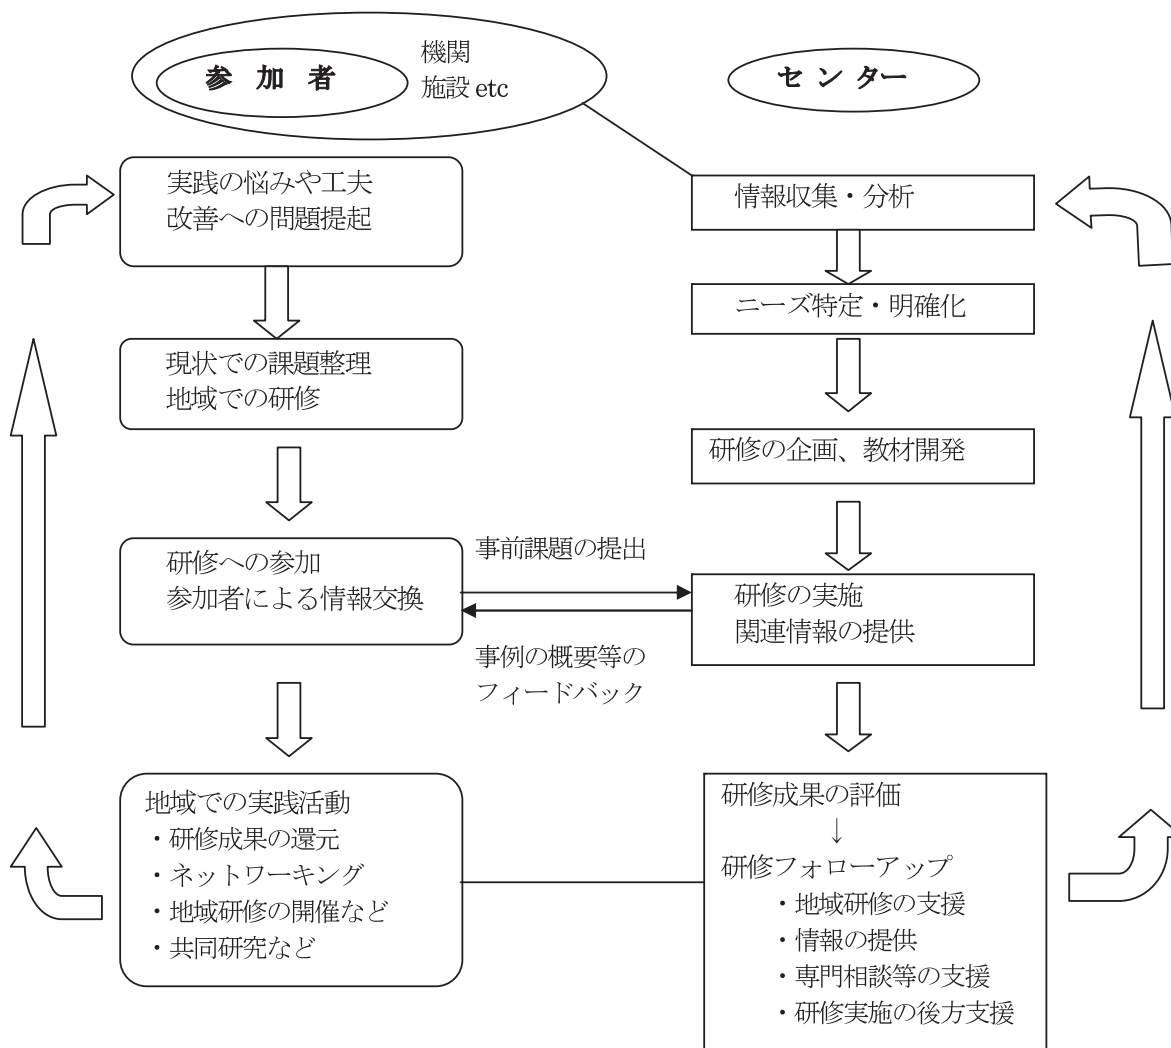 参 加 者
機関
施設 etc
セ ン タ ー
実践の悩みや工夫
改善への問題提起
現状での課題整理
地域での研修
研修への参加
参加者による情報交換
事前課題の提出
事例の概要等の
フィードバック
地域での実践活動
・研修成果の還元
・ネットワーキング
・地域研修の開催など
・共同研究など
情報収集・分析
ニーズ特定・明確化
研修の企画、教材開発
研修の実施
関連情報の提供
研修成果の評価
↓
研修フォローアップ
・地域研修の支援
・情報の提供
・専門相談等の支援
・研修実施の後方支援